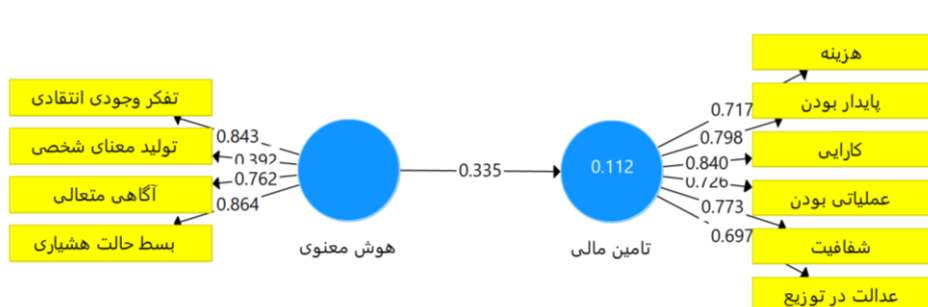 تفکر وجودی انتقادی
تولید معنای شخصی
آگاهی متعالی
بسط حالت هشیاری
0.843
0.392
0.762
0.864
هوش معنوی
0.335
0.112
تامین مالی
0.717
0.798
0.840
0.726
0.773
0.697
هزینه
پایدار بودن
کارایی
عملیاتی بودن
شفافیت
عدالت در توزیع